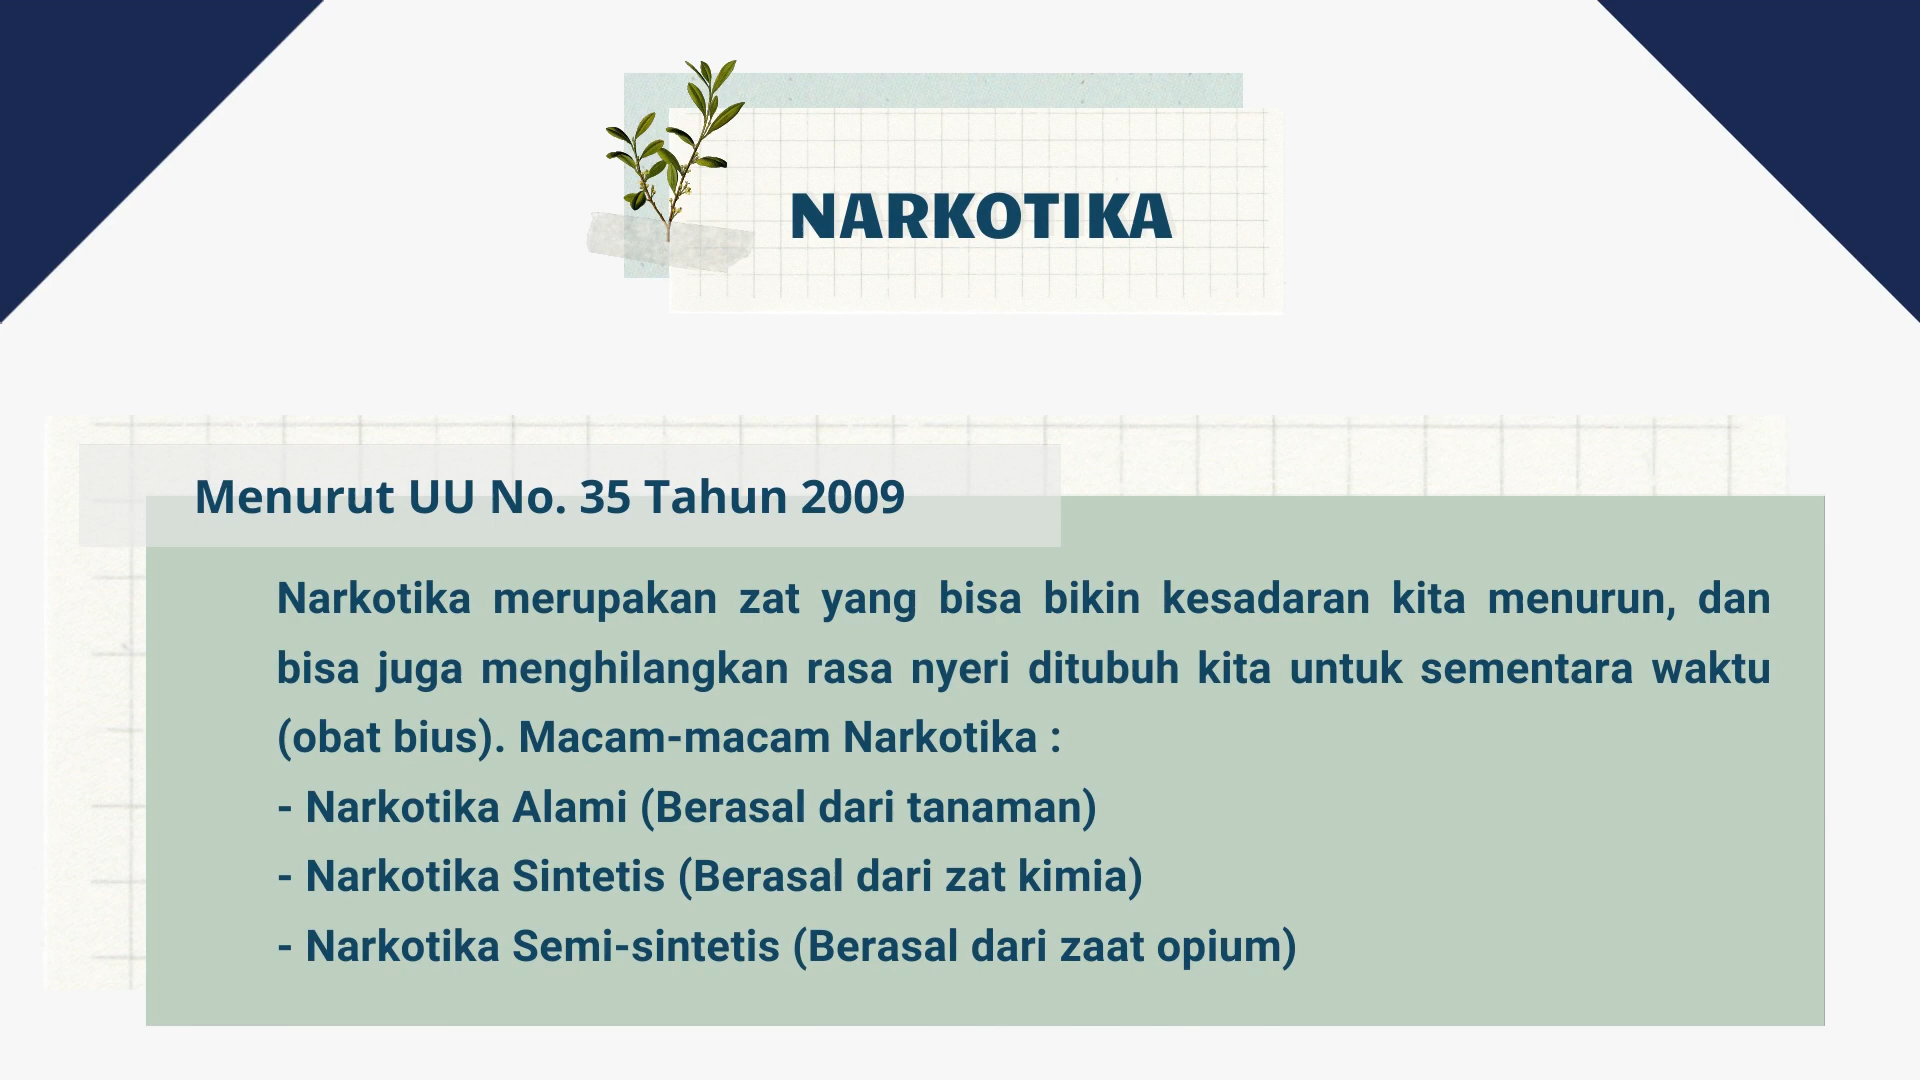 NARKOTIKA
Menurut UU No. 35 Tahun 2009
Narkotika merupakan zat yang bisa bikin kesadaran kita menurun, dan
bisa juga menghilangkan rasa nyeri ditubuh kita untuk sementara waktu
(obat bius). Macam-macam Narkotika :
- Narkotika Alami (Berasal dari tanaman)
- Narkotika Sintetis (Berasal dari zat kimia)
- Narkotika Semi-sintetis (Berasal dari zaat opium)